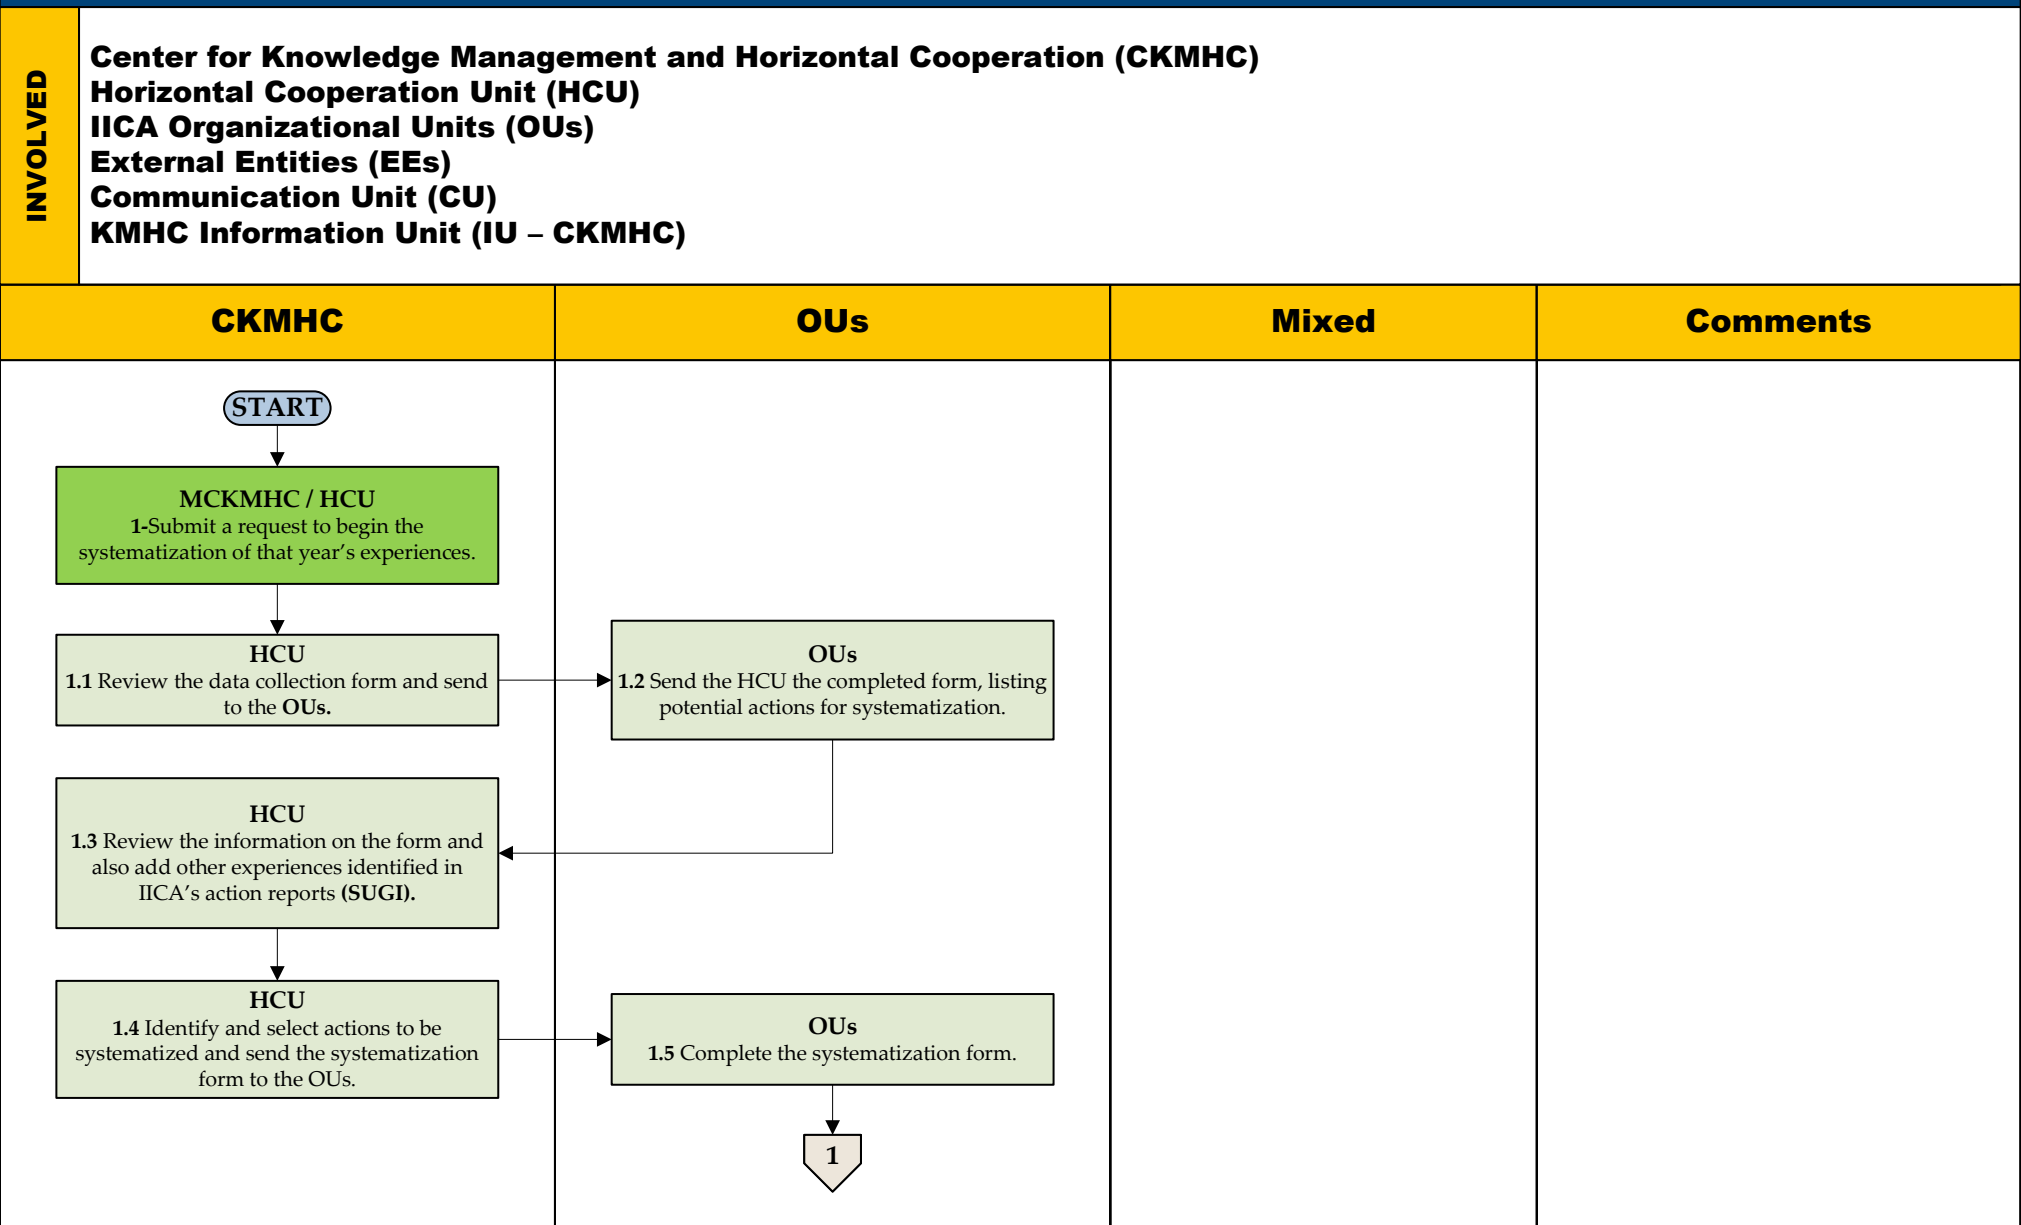 INVOLVED
Center for Knowledge Management and Horizontal Cooperation (CKMHC)
Horizontal Cooperation Unit (HCU)
IICA Organizational Units (OUs)
External Entities (EEs)
Communication Unit (CU)
KMHC Information Unit (IU – CKMHC)
CKMHC
OUs
Mixed
Comments
START
MCKMHC / HCU
1-Submit a request to begin the
systematization of that year's experiences.
HCU
1.1 Review the data collection form and send
to the OUs.
OUs
1.2 Send the HCU the completed form, listing
potential actions for systematization.
HCU
1.3 Review the information on the form and
also add other experiences identified in
IICA's action reports (SUGI).
HCU
1.4 Identify and select actions to be
systematized and send the systematization
form to the OUs.
OUs
1.5 Complete the systematization form.
1